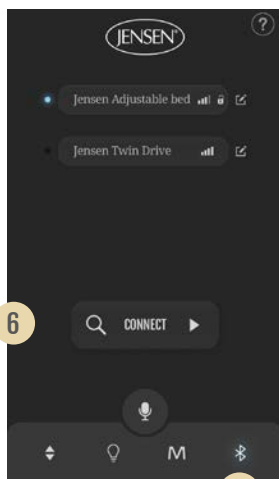 JENSEN®
?
Jensen Adjustable bed
Jensen Twin Drive
6
CONNECT
M